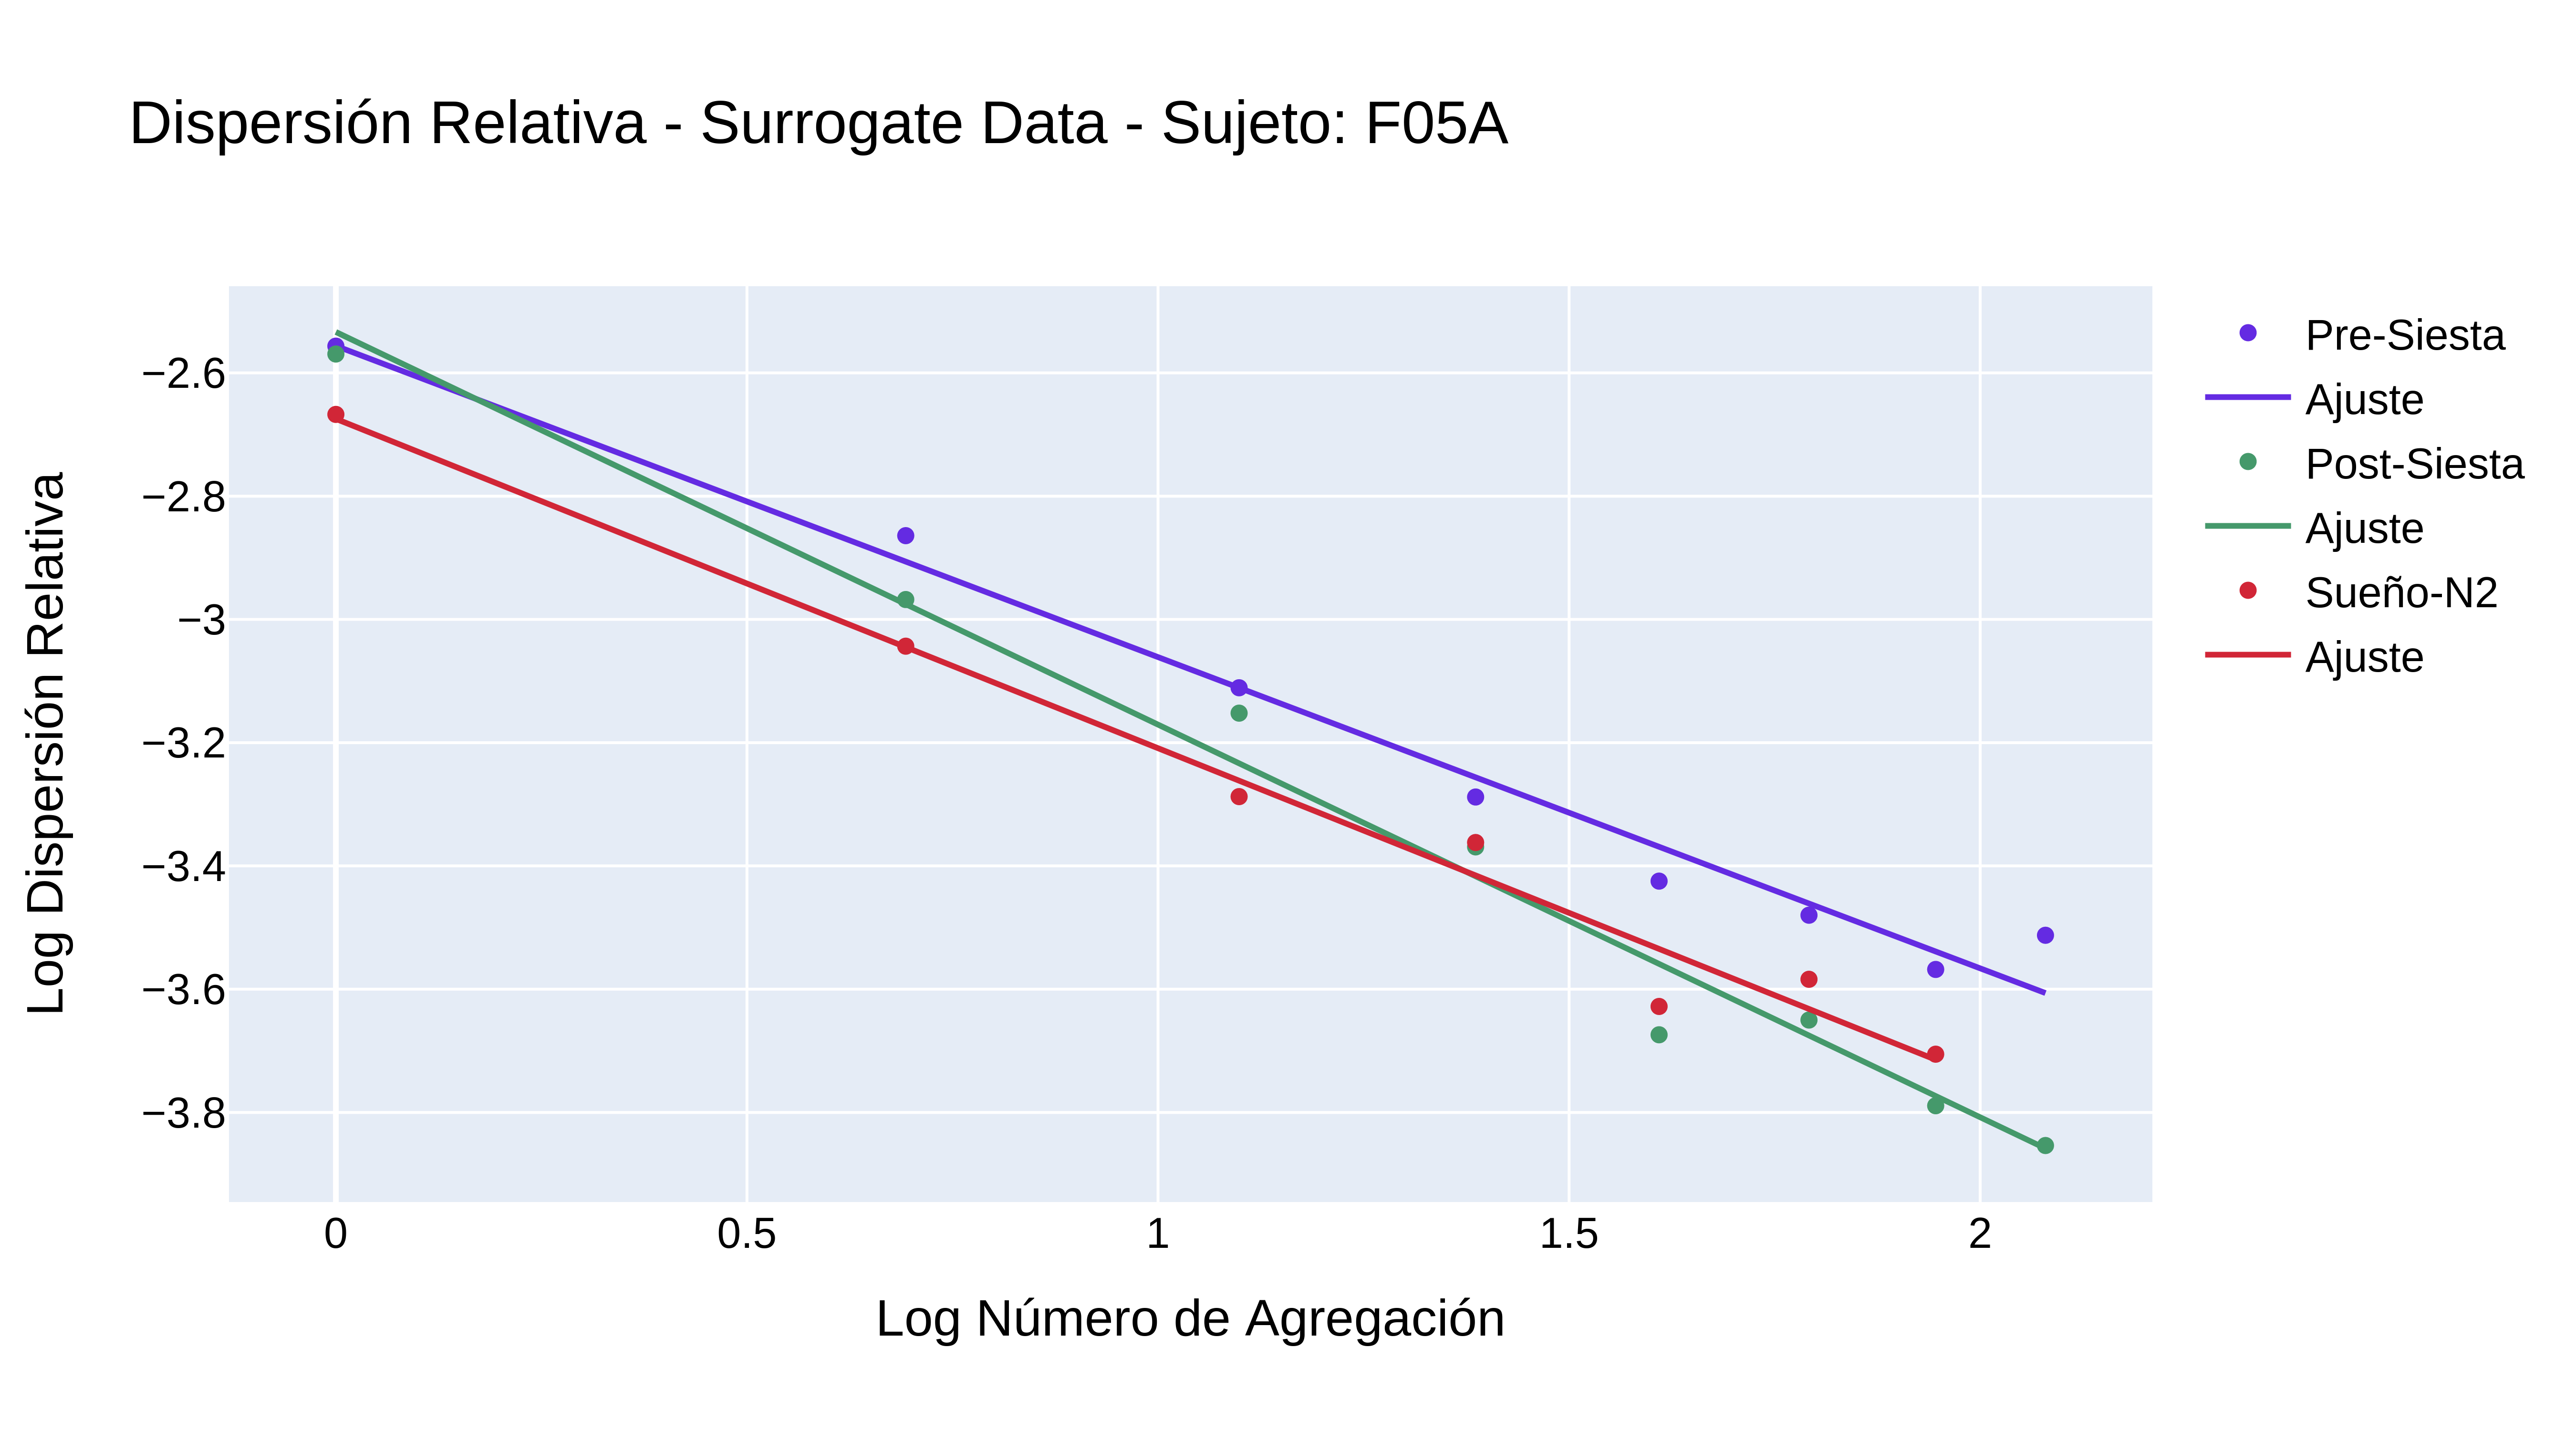 Dispersión Relativa - Surrogate Data - Sujeto: F05A
Log Dispersión Relativa
−2.6
−2.8
−3
−3.2
−3.4
−3.6
−3.8
0
0.5
1
1.5
2
Log Número de Agregación
Pre-Siesta
Ajuste
Post-Siesta
Ajuste
Sueño-N2
Ajuste